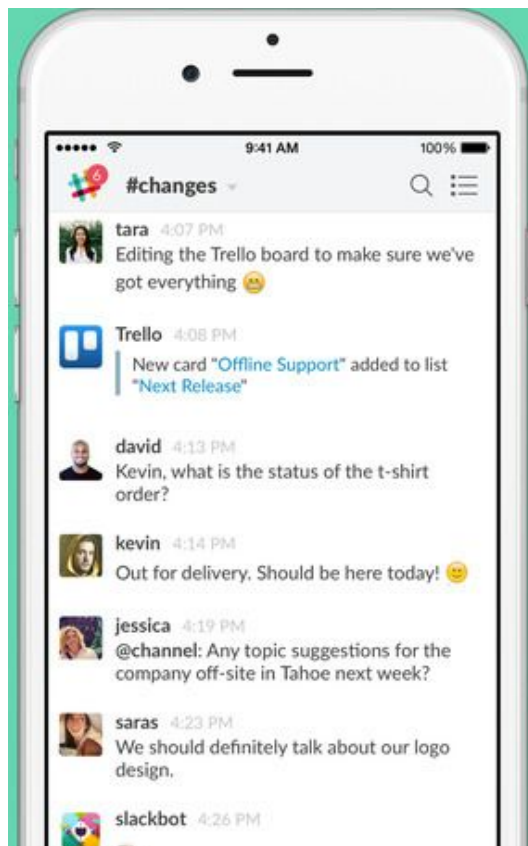 9:41 AM
100%
6
#changes
tara 4:07 PM
Editing the Trello board to make sure we've
got everything 😬
Trello 4:08 PM
New card "Offline Support" added to list
"Next Release"
david 4:13 PM
Kevin, what is the status of the t-shirt
order?
kevin 4:14 PM
Out for delivery. Should be here today! 🙂
jessica 4:19 PM
@channel: Any topic suggestions for the
company off-site in Tahoe next week?
saras 4:23 PM
We should definitely talk about our logo
design.
slackbot 4:26 PM